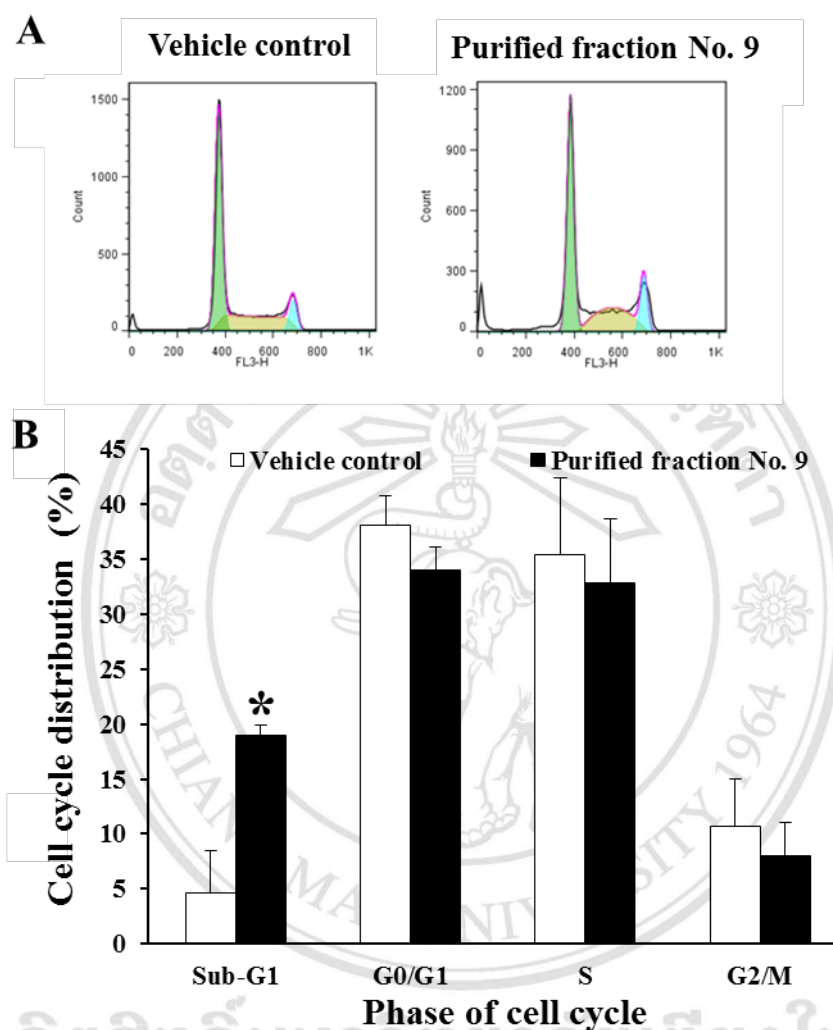 A
Vehicle control
Purified fraction No. 9
1500
1000
500
0
Count
0 200 400 600 800 1K
FL3-H
1200
900
600
300
0
Count
0 200 400 600 800 1K
FL3-H
B
Vehicle control
Purified fraction No. 9
45
40
35
30
25
20
15
10
5
0
Cell cycle distribution (%)
*
Sub-G1 G0/G1 S G2/M
Phase of cell cycle
1964